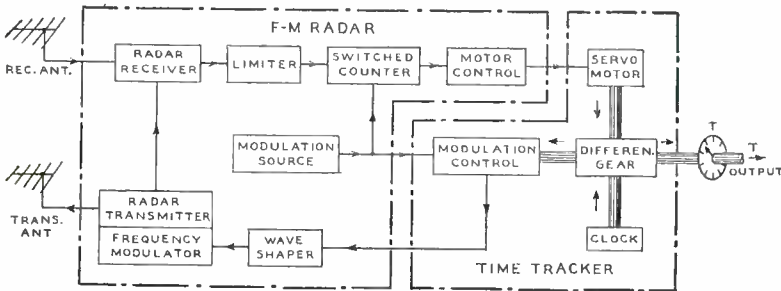 F-M RADAR
REC. ANT.
RADAR
RECEIVER
LIMITER
SWITCHED
COUNTER
MOTOR
CONTROL
SERVO
MOTOR
MODULATION
SOURCE
MODULATION
CONTROL
DIFFEREN.
GEAR
T
T
OUTPUT
TRANS.
ANT
RADAR
TRANSMITTER
FREQUENCY
MODULATOR
WAVE
SHAPER
CLOCK
TIME TRACKER